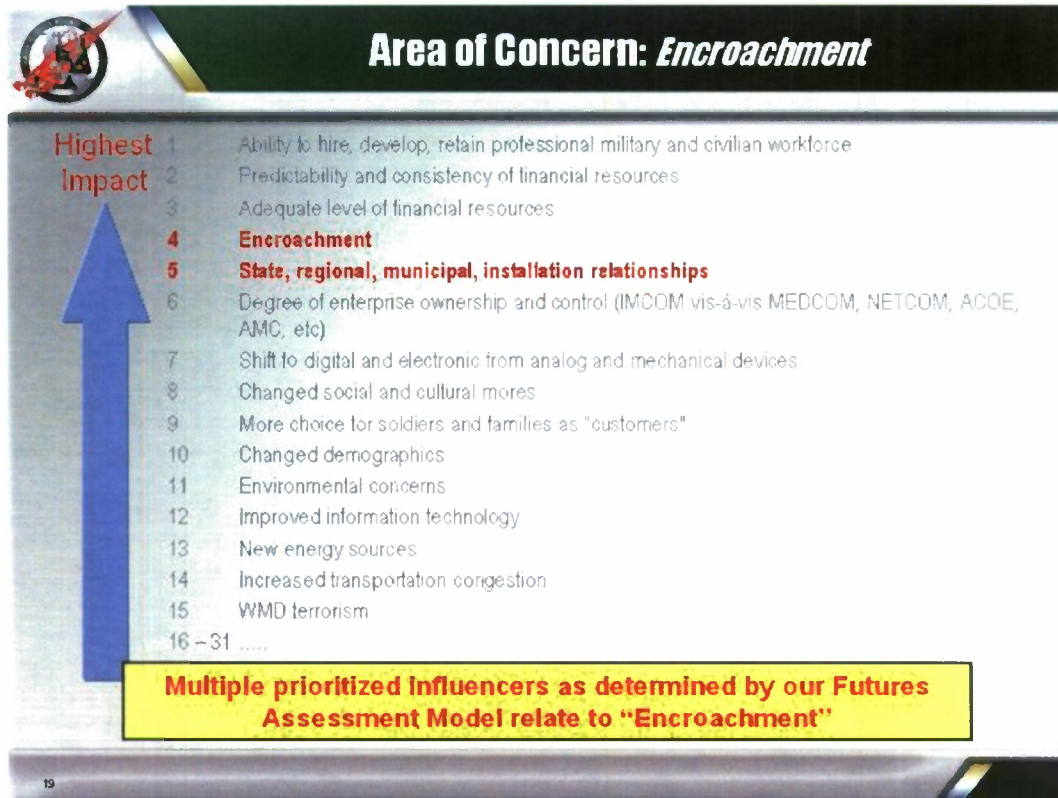 Area of Concern: Encroachment
Highest
Impact
1 Ability to hire, develop, retain professional military and civilian workforce
2 Predictability and consistency of financial resources
3 Adequate level of financial resources
4 Encroachment
5 State, regional, municipal, installation relationships
6 Degree of enterprise ownership and control (IMCOM vis-à-vis MEDCOM, NETCOM, ACOE,
AMC, etc)
7 Shift to digital and electronic from analog and mechanical devices
8 Changed social and cultural mores
9 More choice for soldiers and families as "customers"
10 Changed demographics
11 Environmental concerns
12 Improved information technology
13 New energy sources
14 Increased transportation congestion
15 WMD terrorism
16 – 31 .....
Multiple prioritized Influencers as determined by our Futures
Assessment Model relate to “Encroachment”
19